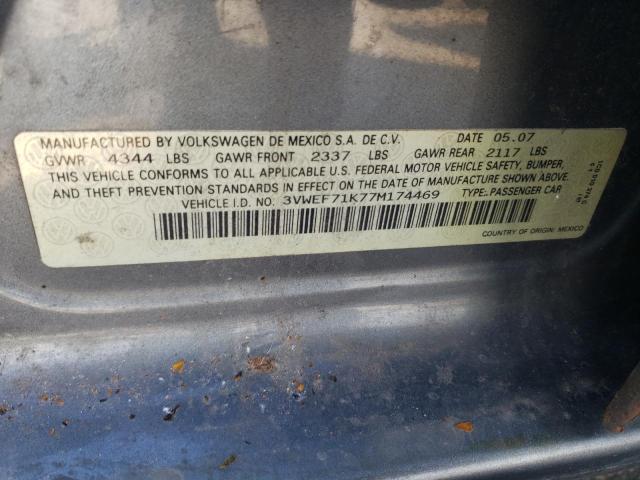 MANUFACTURED BY VOLKSWAGEN DE MEXICO S.A. DE C.V. DATE 05.07
GVWR 4344 LBS GAWR FRONT 2337 LBS GAWR REAR 2117 LBS
THIS VEHICLE CONFORMS TO ALL APPLICABLE U.S. FEDERAL MOTOR VEHICLE SAFETY, BUMPER,
AND THEFT PREVENTION STANDARDS IN EFFECT ON THE DATE OF MANUFACTURE SHOWN ABOVE.
VEHICLE I.D. NO. 3VWEF71K77M174469 TYPE: PASSENGER CAR
COUNTRY OF ORIGIN: MEXICO